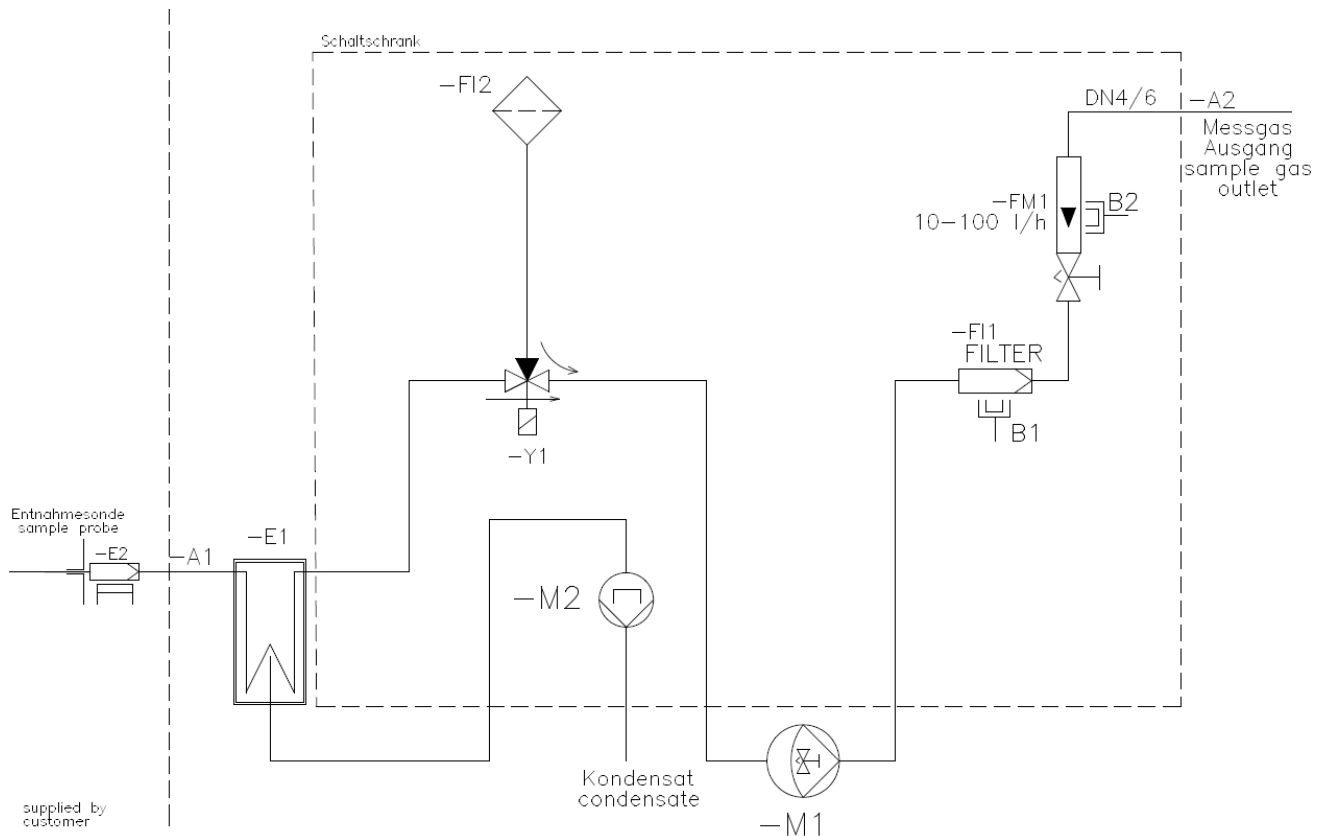 Schaltschrank
-FI2
DN4/6
-A2
Messgas
Ausgang
sample gas
outlet
-FM1
10-100 l/h
B2
-FI1
FILTER
B1
-Y1
Entnahmesonde
sample probe
-E2
-A1
-E1
-M2
Kondensat
condensate
-M1
supplied by
customer